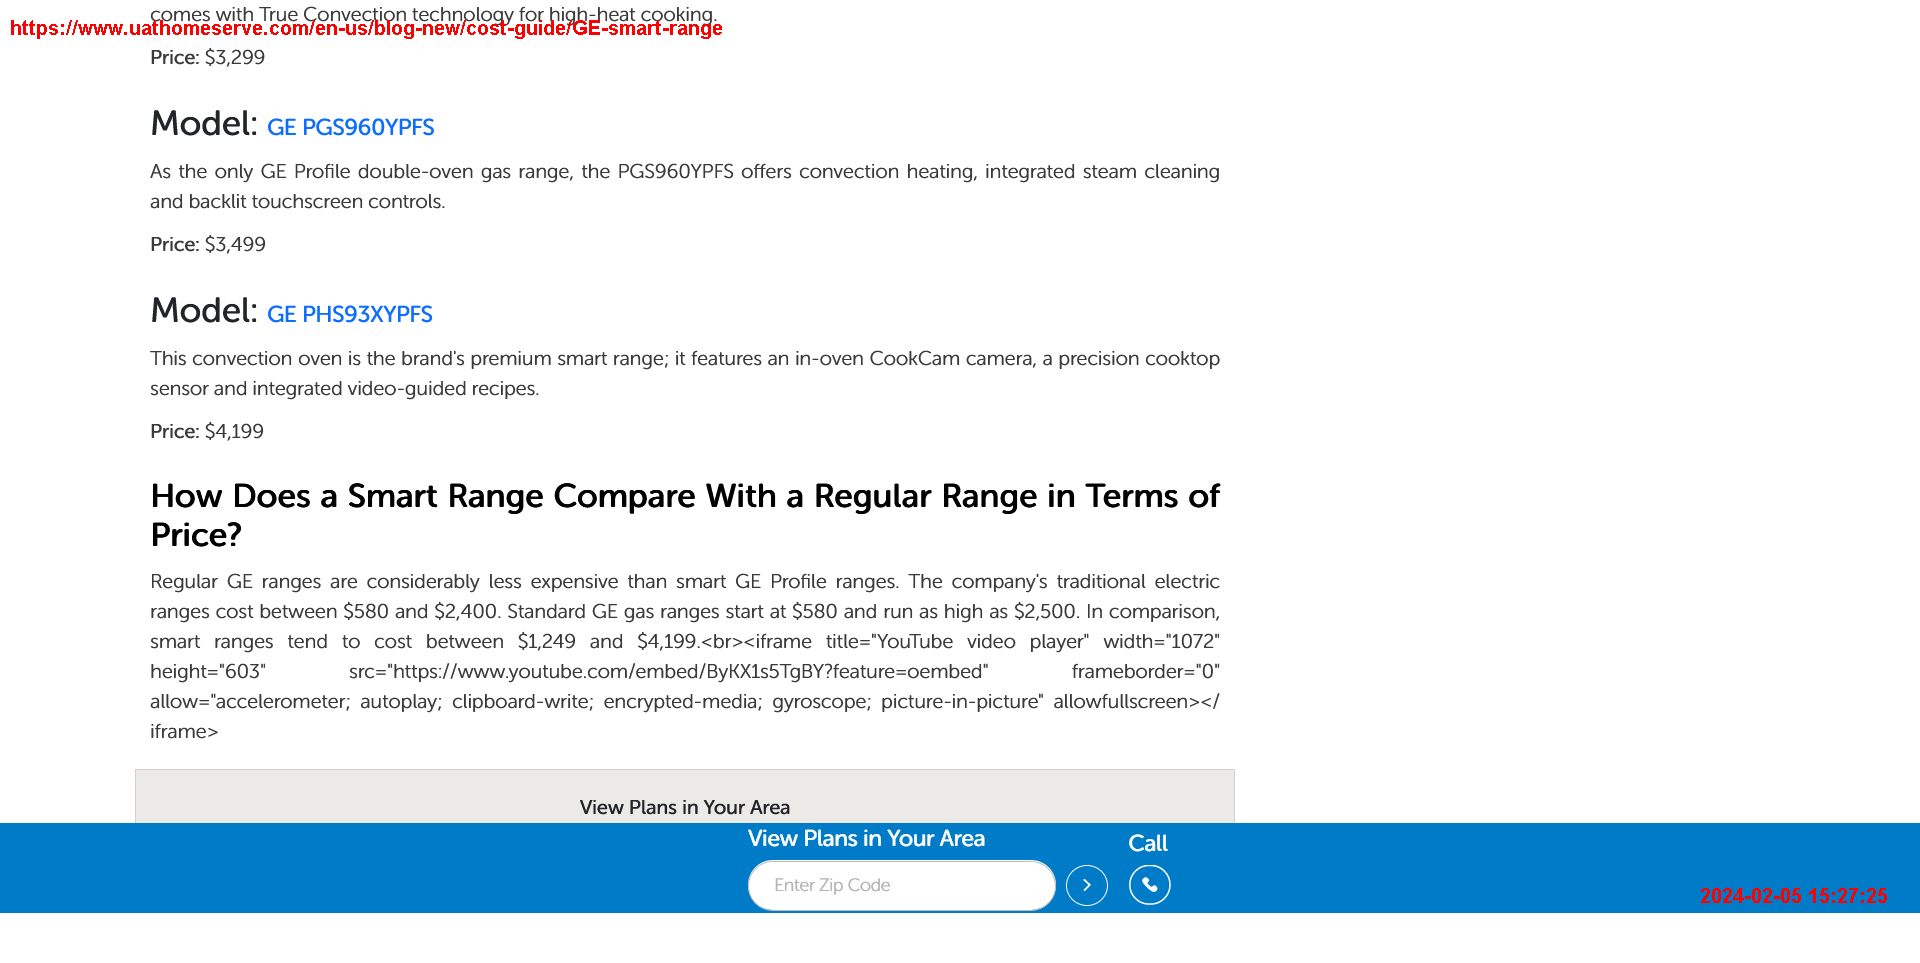 comes with True Convection technology for high-heat cooking.
https://www.uathomeserve.com/en-us/blog-new/cost-guide/GE-smart-range
Price: $3,299
Model: GE PGS960YPFS
As the only GE Profile double-oven gas range, the PGS960YPFS offers convection heating, integrated steam cleaning
and backlit touchscreen controls.
Price: $3,499
Model: GE PHS93XYPFS
This convection oven is the brand's premium smart range; it features an in-oven CookCam camera, a precision cooktop
sensor and integrated video-guided recipes.
Price: $4,199
How Does a Smart Range Compare With a Regular Range in Terms of
Price?
Regular GE ranges are considerably less expensive than smart GE Profile ranges. The company's traditional electric
ranges cost between $580 and $2,400. Standard GE gas ranges start at $580 and run as high as $2,500. In comparison,
smart ranges tend to cost between $1,249 and $4,199.<br><iframe title="YouTube video player" width="1072"
height="603" src="https://www.youtube.com/embed/ByKX1s5TgBY?feature=oembed" frameborder="0"
allow="accelerometer; autoplay; clipboard-write; encrypted-media; gyroscope; picture-in-picture" allowfullscreen></
iframe>
View Plans in Your Area
View Plans in Your Area
Call
Enter Zip Code
2024-02-05 15:27:25